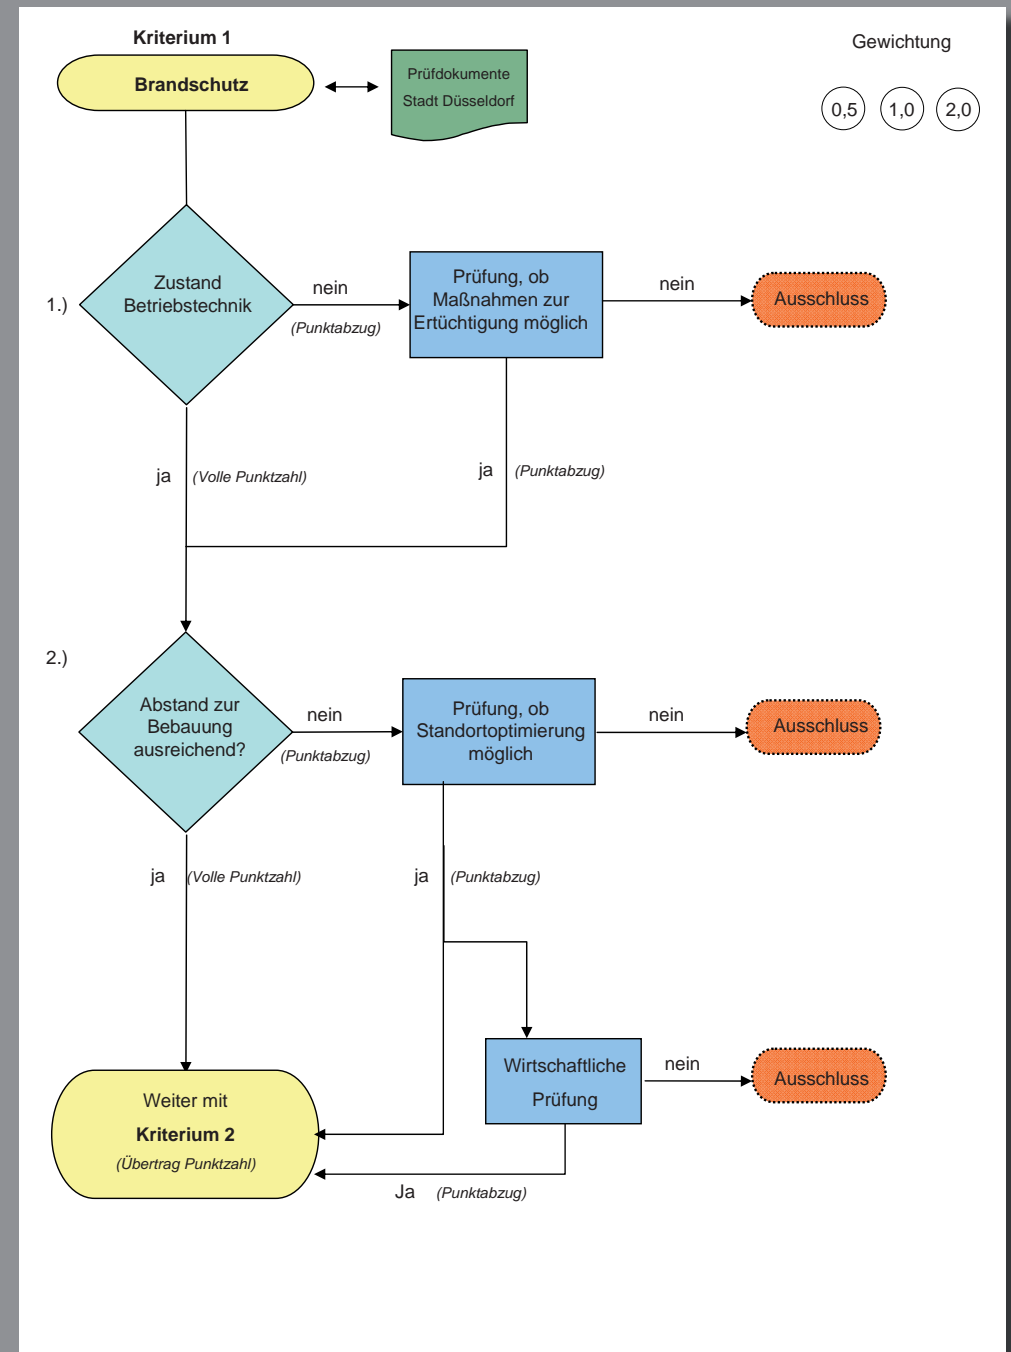 Kriterium 1
Brandschutz
Prüfdokumente
Stadt Düsseldorf
Gewichtung
0,5
1,0
2,0
1.)
Zustand
Betriebstechnik
nein
(Punktabzug)
Prüfung, ob
Maßnahmen zur
Ertüchtigung möglich
nein
Ausschluss
ja (Volle Punktzahl)
ja (Punktabzug)
2.)
Abstand zur
Bebauung
ausreichend?
nein
(Punktabzug)
Prüfung, ob
Standortoptimierung
möglich
nein
Ausschluss
ja (Volle Punktzahl)
ja (Punktabzug)
Wirtschaftliche
Prüfung
nein
Ausschluss
Weiter mit
Kriterium 2
(Übertrag Punktzahl)
Ja (Punktabzug)